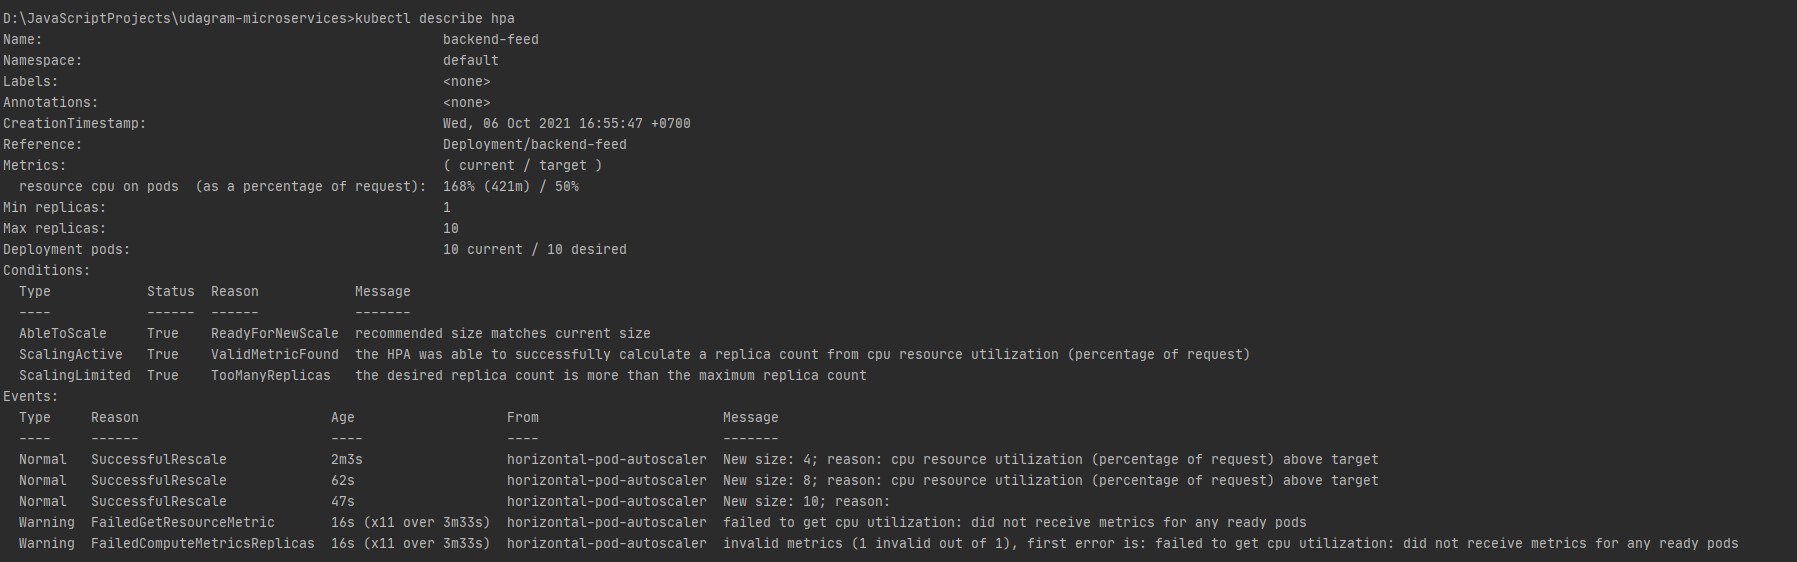 D:\JavaScriptProjects\udagram-microservices>kubectl describe hpa
Name:                                                  backend-feed
Namespace:                                             default
Labels:                                                <none>
Annotations:                                           <none>
CreationTimestamp:                                     Wed, 06 Oct 2021 16:55:47 +0700
Reference:                                             Deployment/backend-feed
Metrics:                                               ( current / target )
  resource cpu on pods  (as a percentage of request):  168% (421m) / 50%
Min replicas:                                          1
Max replicas:                                          10
Deployment pods:                                       10 current / 10 desired
Conditions:
  Type            Status  Reason            Message
  ----            ------  ------            -------
  AbleToScale     True    ReadyForNewScale  recommended size matches current size
  ScalingActive   True    ValidMetricFound  the HPA was able to successfully calculate a replica count from cpu resource utilization (percentage of request)
  ScalingLimited  True    TooManyReplicas   the desired replica count is more than the maximum replica count
Events:
  Type     Reason                        Age                   From                       Message
  ----     ------                        ----                  ----                       -------
  Normal   SuccessfulRescale             2m3s                  horizontal-pod-autoscaler  New size: 4; reason: cpu resource utilization (percentage of request) above target
  Normal   SuccessfulRescale             62s                   horizontal-pod-autoscaler  New size: 8; reason: cpu resource utilization (percentage of request) above target
  Normal   SuccessfulRescale             47s                   horizontal-pod-autoscaler  New size: 10; reason:
  Warning  FailedGetResourceMetric       16s (x11 over 3m33s)  horizontal-pod-autoscaler  failed to get cpu utilization: did not receive metrics for any ready pods
  Warning  FailedComputeMetricsReplicas  16s (x11 over 3m33s)  horizontal-pod-autoscaler  invalid metrics (1 invalid out of 1), first error is: failed to get cpu utilization: did not receive metrics for any ready pods